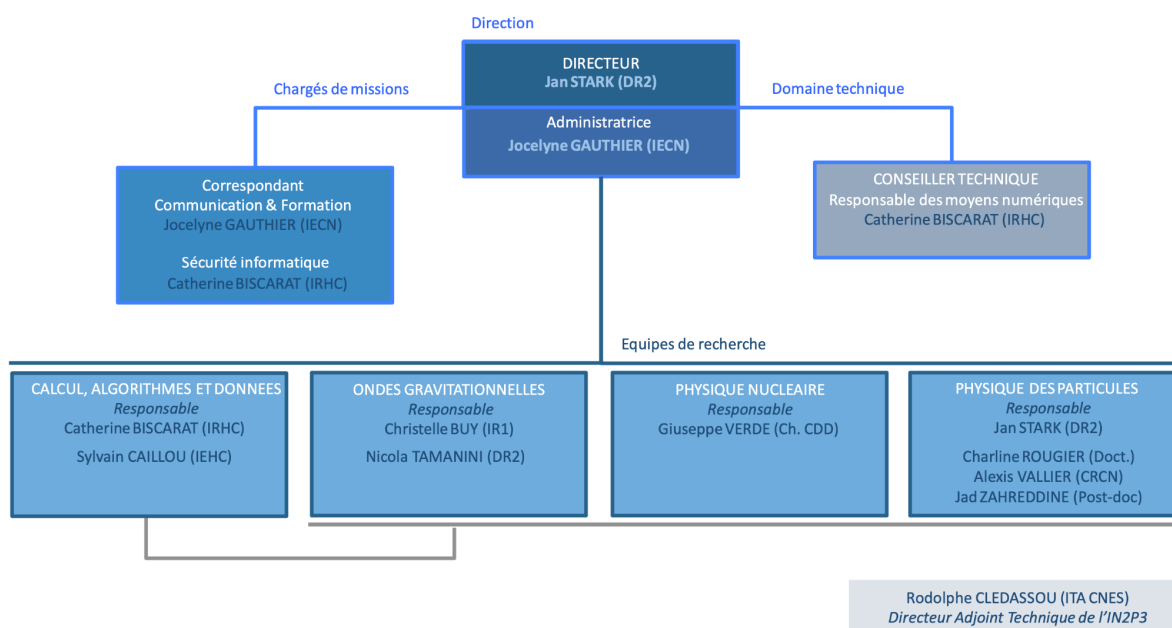 Direction
DIRECTEUR
Jan STARK (DR2)
Chargés de missions
Domaine technique
Administratrice
Jocelyne GAUTHIER (IECN)
Correspondant
Communication & Formation
Jocelyne GAUTHIER (IECN)
Sécurité informatique
Catherine BISCARAT (IRHC)
CONSEILLER TECHNIQUE
Responsable des moyens numériques
Catherine BISCARAT (IRHC)
Equipes de recherche
CALCUL, ALGORITHMES ET DONNEES
Responsable
Catherine BISCARAT (IRHC)
Sylvain CAILLOU (IEHC)
ONDES GRAVITATIONNELLES
Responsable
Christelle BUY (IR1)
Nicola TAMANINI (DR2)
PHYSIQUE NUCLEAIRE
Responsable
Giuseppe VERDE (Ch. CDD)
PHYSIQUE DES PARTICULES
Responsable
Jan STARK (DR2)
Charline ROUGIER (Doct.)
Alexis VALLIER (CRCN)
Jad ZAHREDDINE (Post-doc)
Rodolphe CLEDASSOU (ITA CNES)
Directeur Adjoint Technique de l'IN2P3